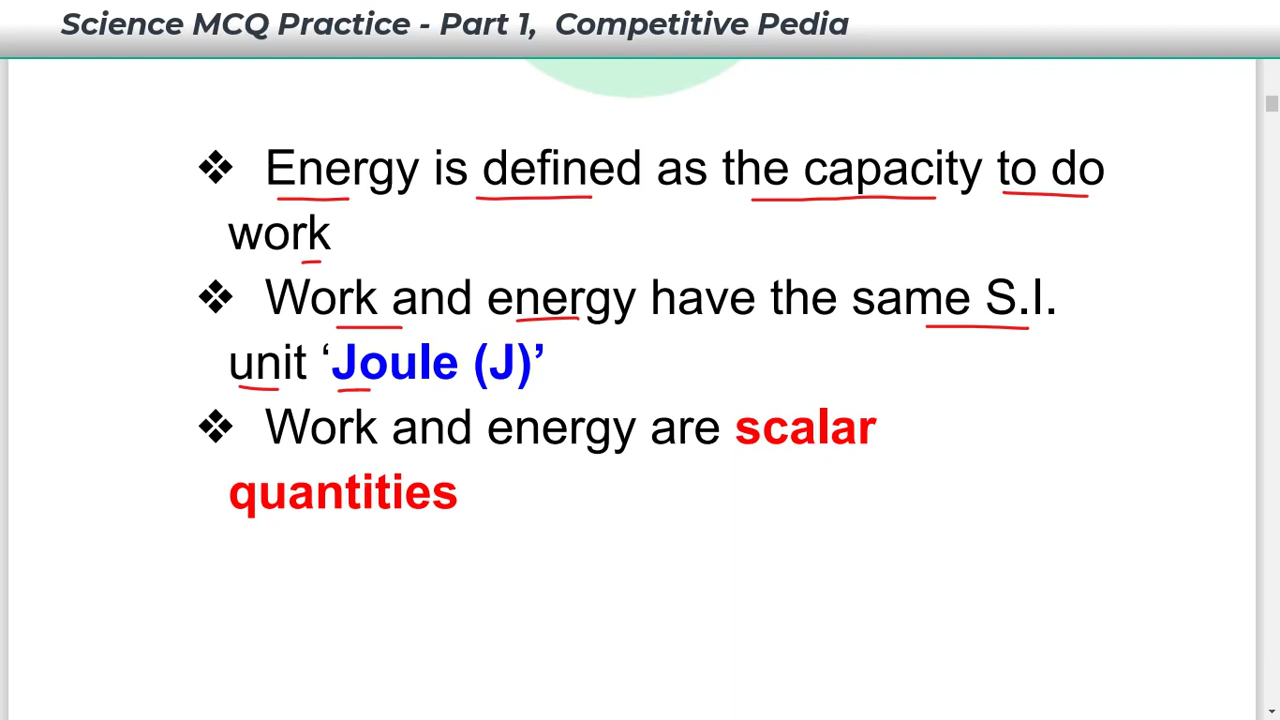 Science MCQ Practice - Part 1, Competitive Pedia
❖ Energy is defined as the capacity to do
work
❖ Work and energy have the same S.I.
unit ‘Joule (J)’
❖ Work and energy are scalar
quantities